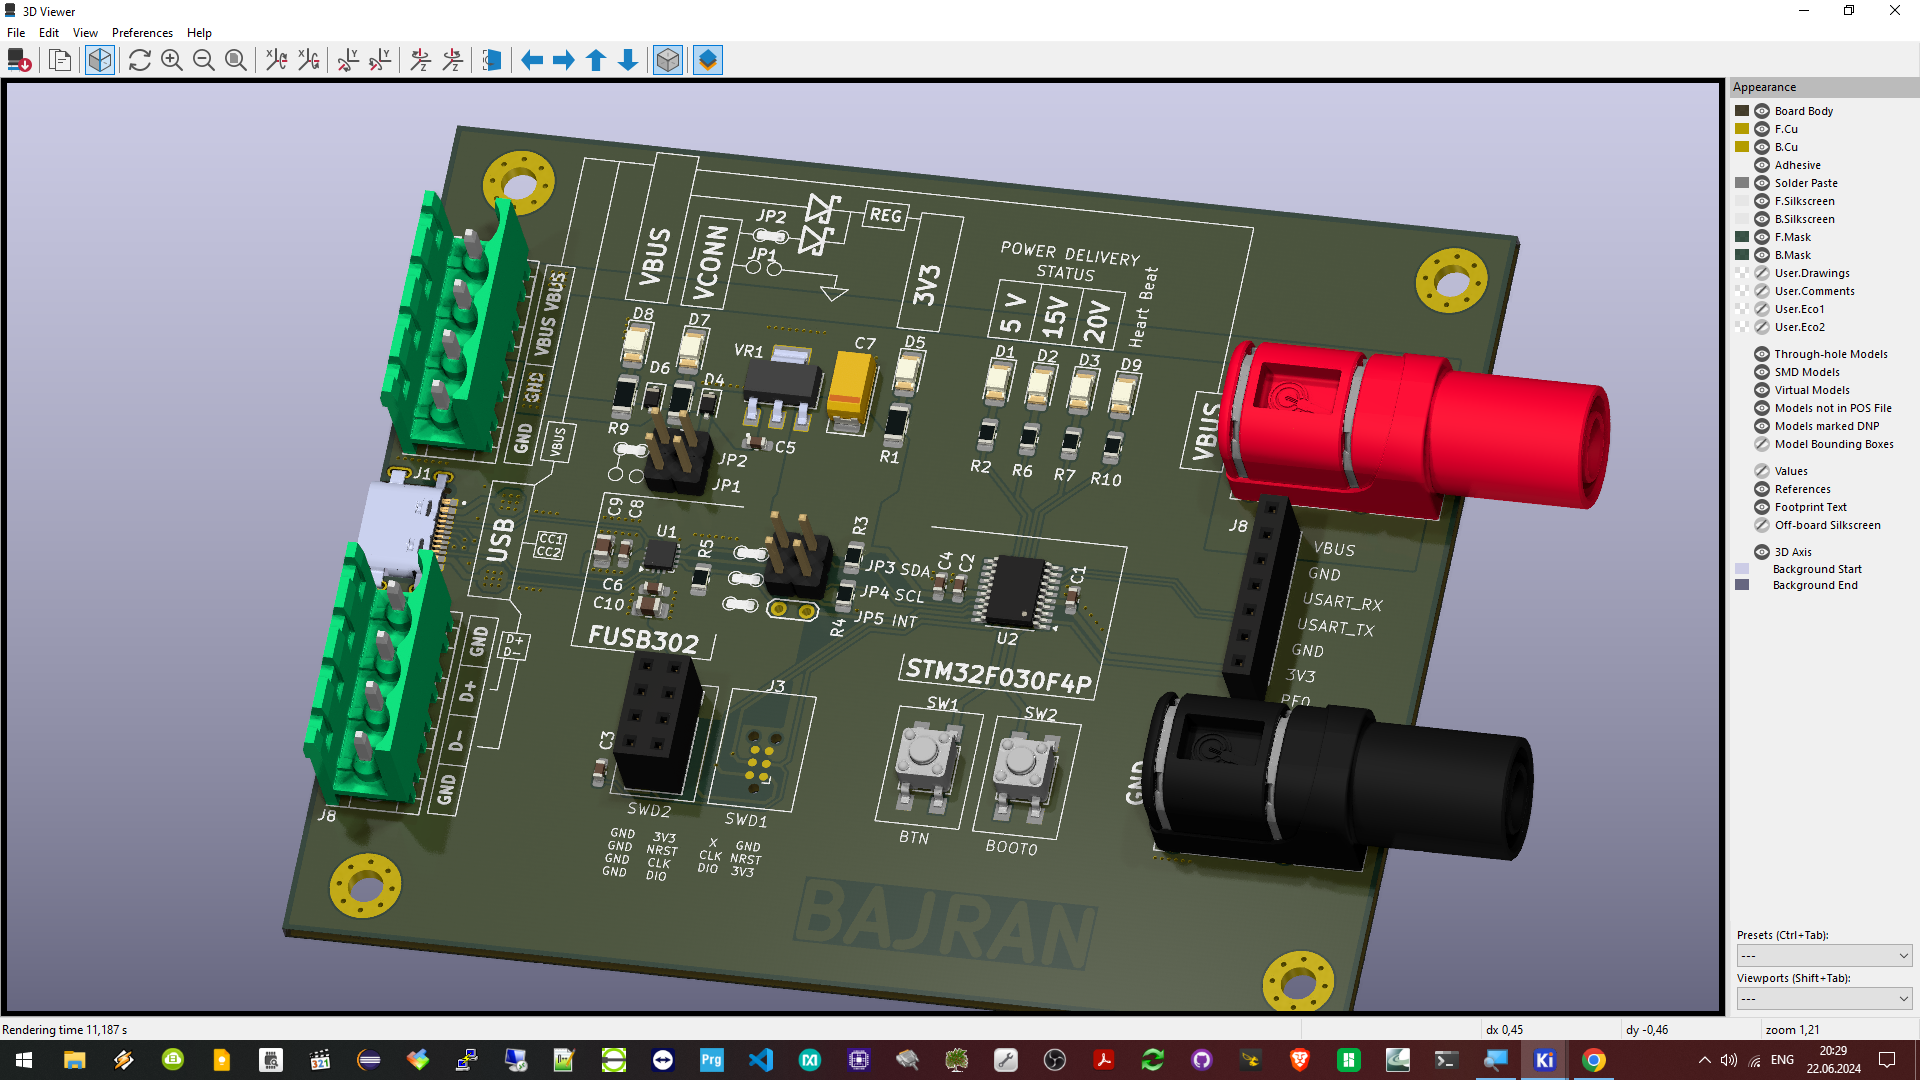 3D Viewer
File Edit View Preferences Help
Appearance
Board Body
F.Cu
B.Cu
Adhesive
Solder Paste
F.Silkscreen
B.Silkscreen
F.Mask
B.Mask
User.Drawings
User.Comments
User.Eco1
User.Eco2
Through-hole Models
SMD Models
Virtual Models
Models not in POS File
Models marked DNP
Model Bounding Boxes
Values
References
Footprint Text
Off-board Silkscreen
3D Axis
Background Start
Background End
Presets (Ctrl+Tab):
---
Viewports (Shift+Tab):
---
VBUS
VCONN
JP2
JP1
REG
3V3
POWER DELIVERY
STATUS
5 V
15V
20V
Heart Beat
VBUS VBUS
GND
GND
VBUS
D8
D7
D6
D4
VR1
C7
D5
D1
D2
D3
D9
R9
C5
R1
R2
R6
R7
R10
JP2
JP1
VBUS
J1
USB
CC1
CC2
C9
C8
U1
R5
R3
C6
C10
JP3 SDA
JP4 SCL
JP5 INT
R4
C4
C2
C1
U2
J8
VBUS
GND
USART_RX
USART_TX
GND
3V3
PF0
FUSB302
STM32F030F4P
GND
D+
D-
D+
D-
GND
J8
J3
C3
SWD2
SWD1
SW1
SW2
BTN
BOOT0
GND
GND 3V3
GND NRST
GND CLK
GND DIO
X GND
CLK NRST
DIO 3V3
BAJRAN
Rendering time 11,187 s
dx 0,45
dy -0,46
zoom 1,21
321
Prg
Ki
ENG
20:29
22.06.2024